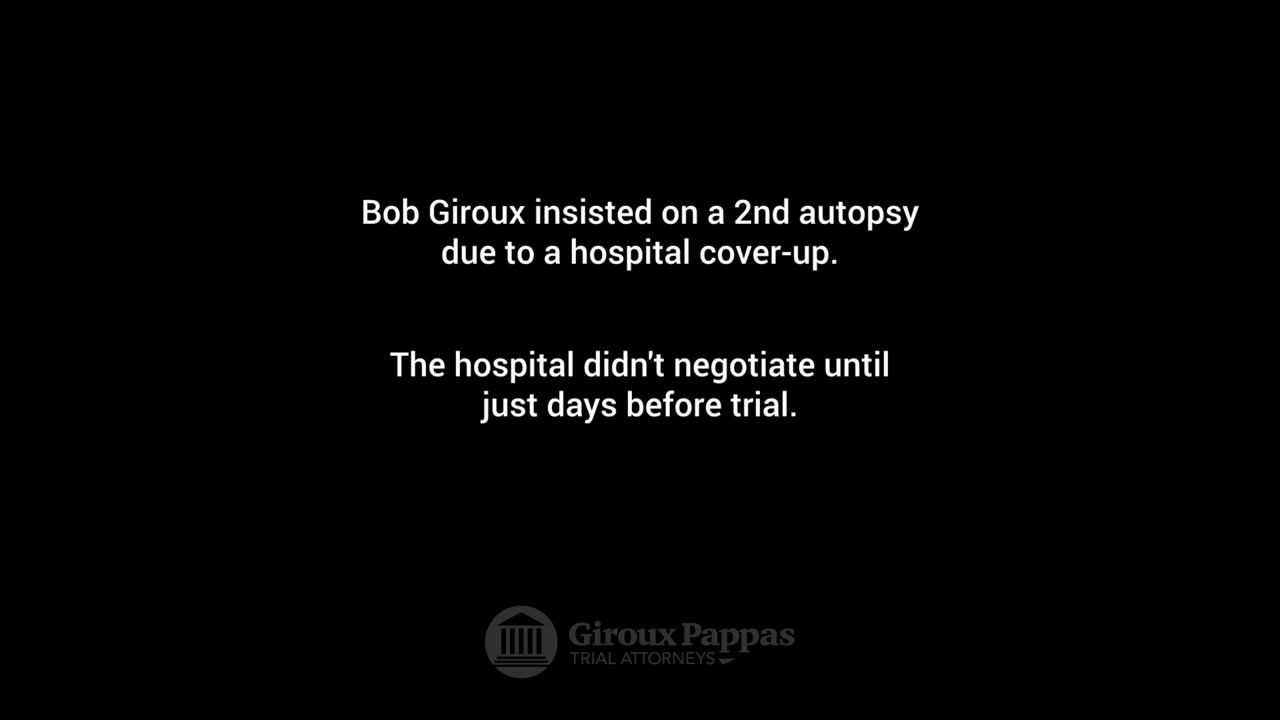 Bob Giroux insisted on a 2nd autopsy
due to a hospital cover-up.
The hospital didn't negotiate until
just days before trial.
Giroux Pappas
TRIAL ATTORNEYS